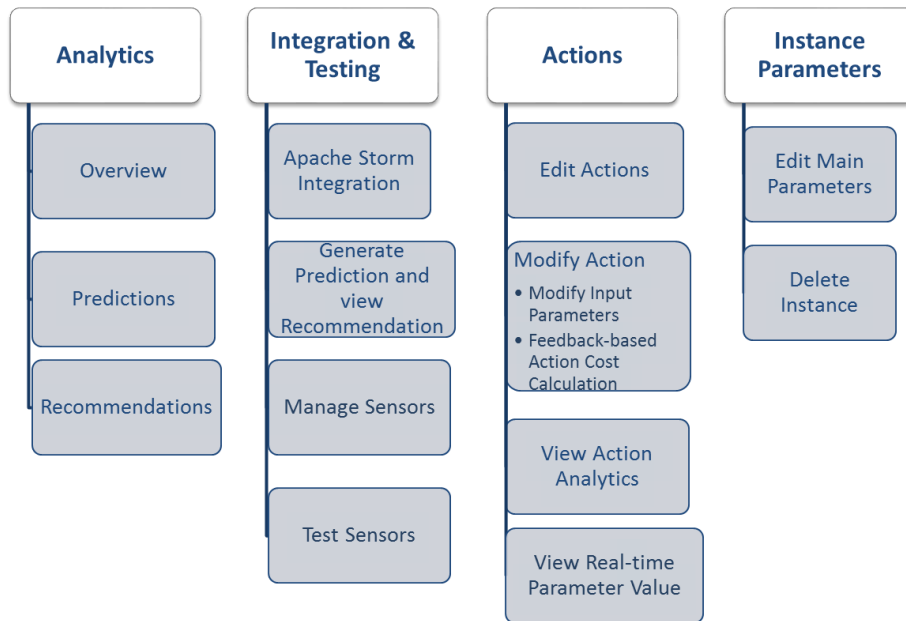 Analytics
Overview
Predictions
Recommendations
Integration &
Testing
Apache Storm
Integration
Generate
Prediction and
view
Recommendation
Manage Sensors
Test Sensors
Actions
Edit Actions
Modify Action
• Modify Input
Parameters
• Feedback-based
Action Cost
Calculation
View Action
Analytics
View Real-time
Parameter Value
Instance
Parameters
Edit Main
Parameters
Delete
Instance